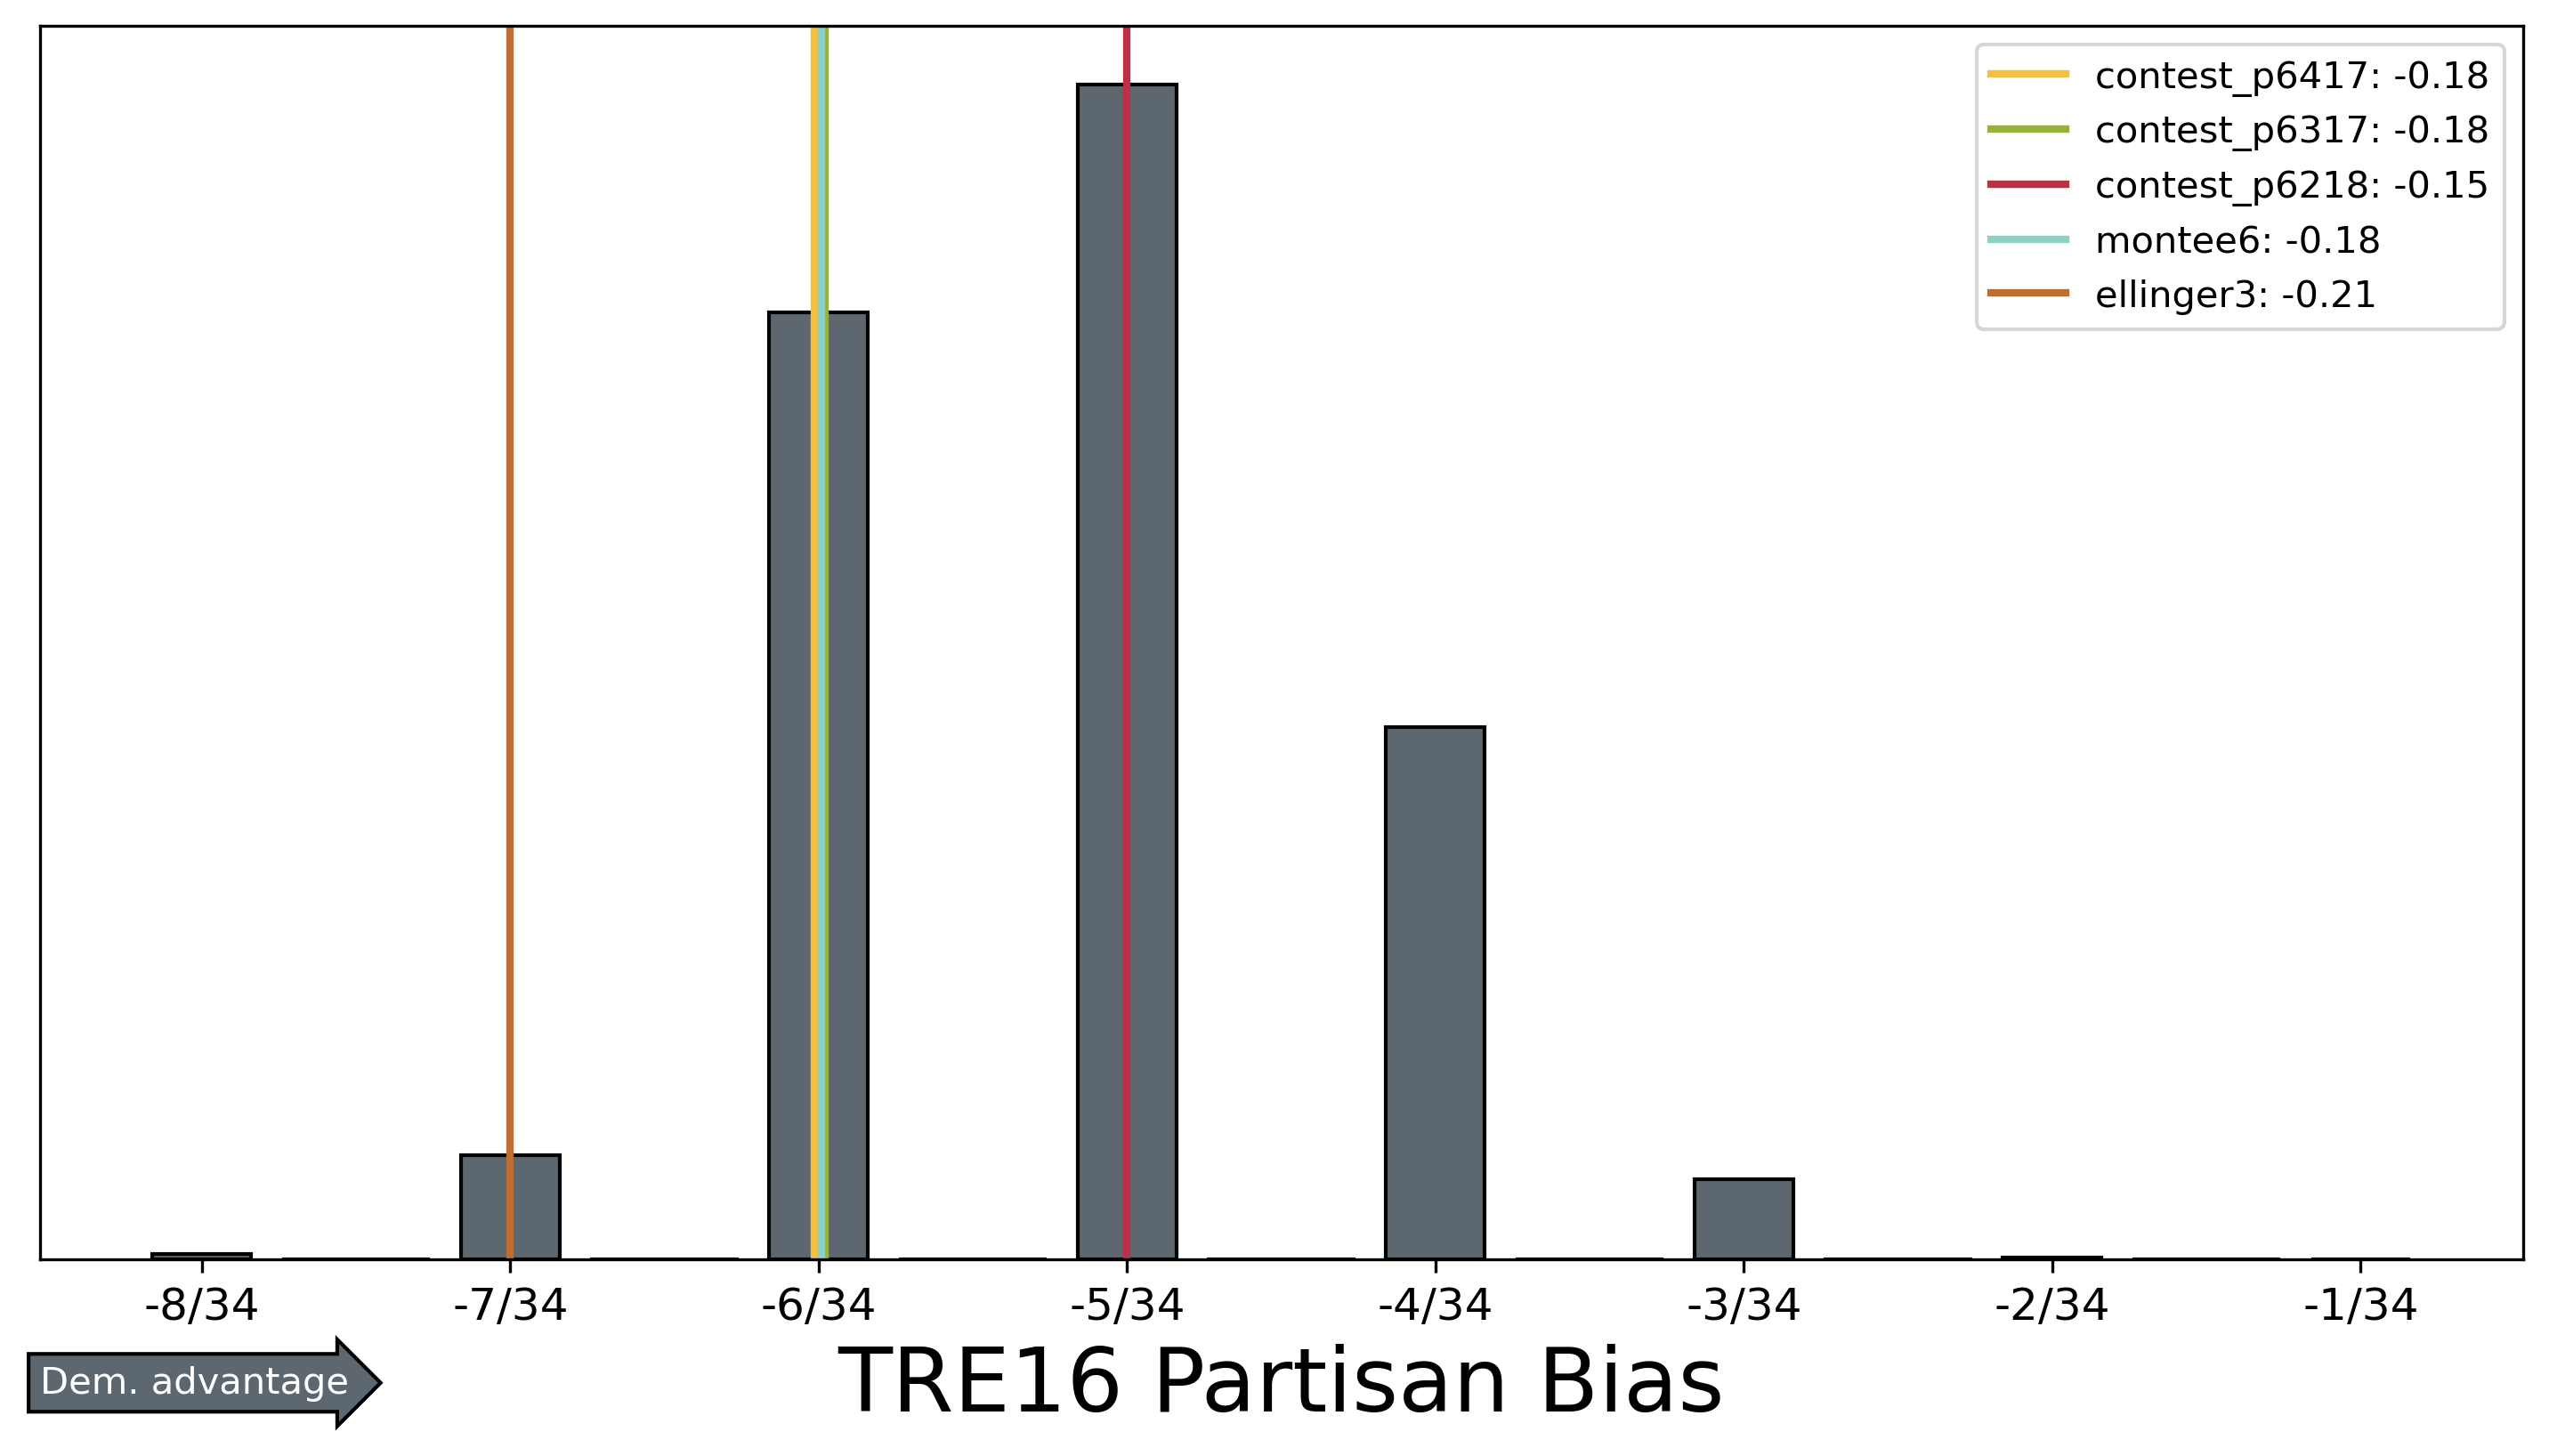 contest_p6417: -0.18
contest_p6317: -0.18
contest_p6218: -0.15
montee6: -0.18
ellinger3: -0.21
-8/34 -7/34 -6/34 -5/34 -4/34 -3/34 -2/34 -1/34
Dem. advantage
TRE16 Partisan Bias